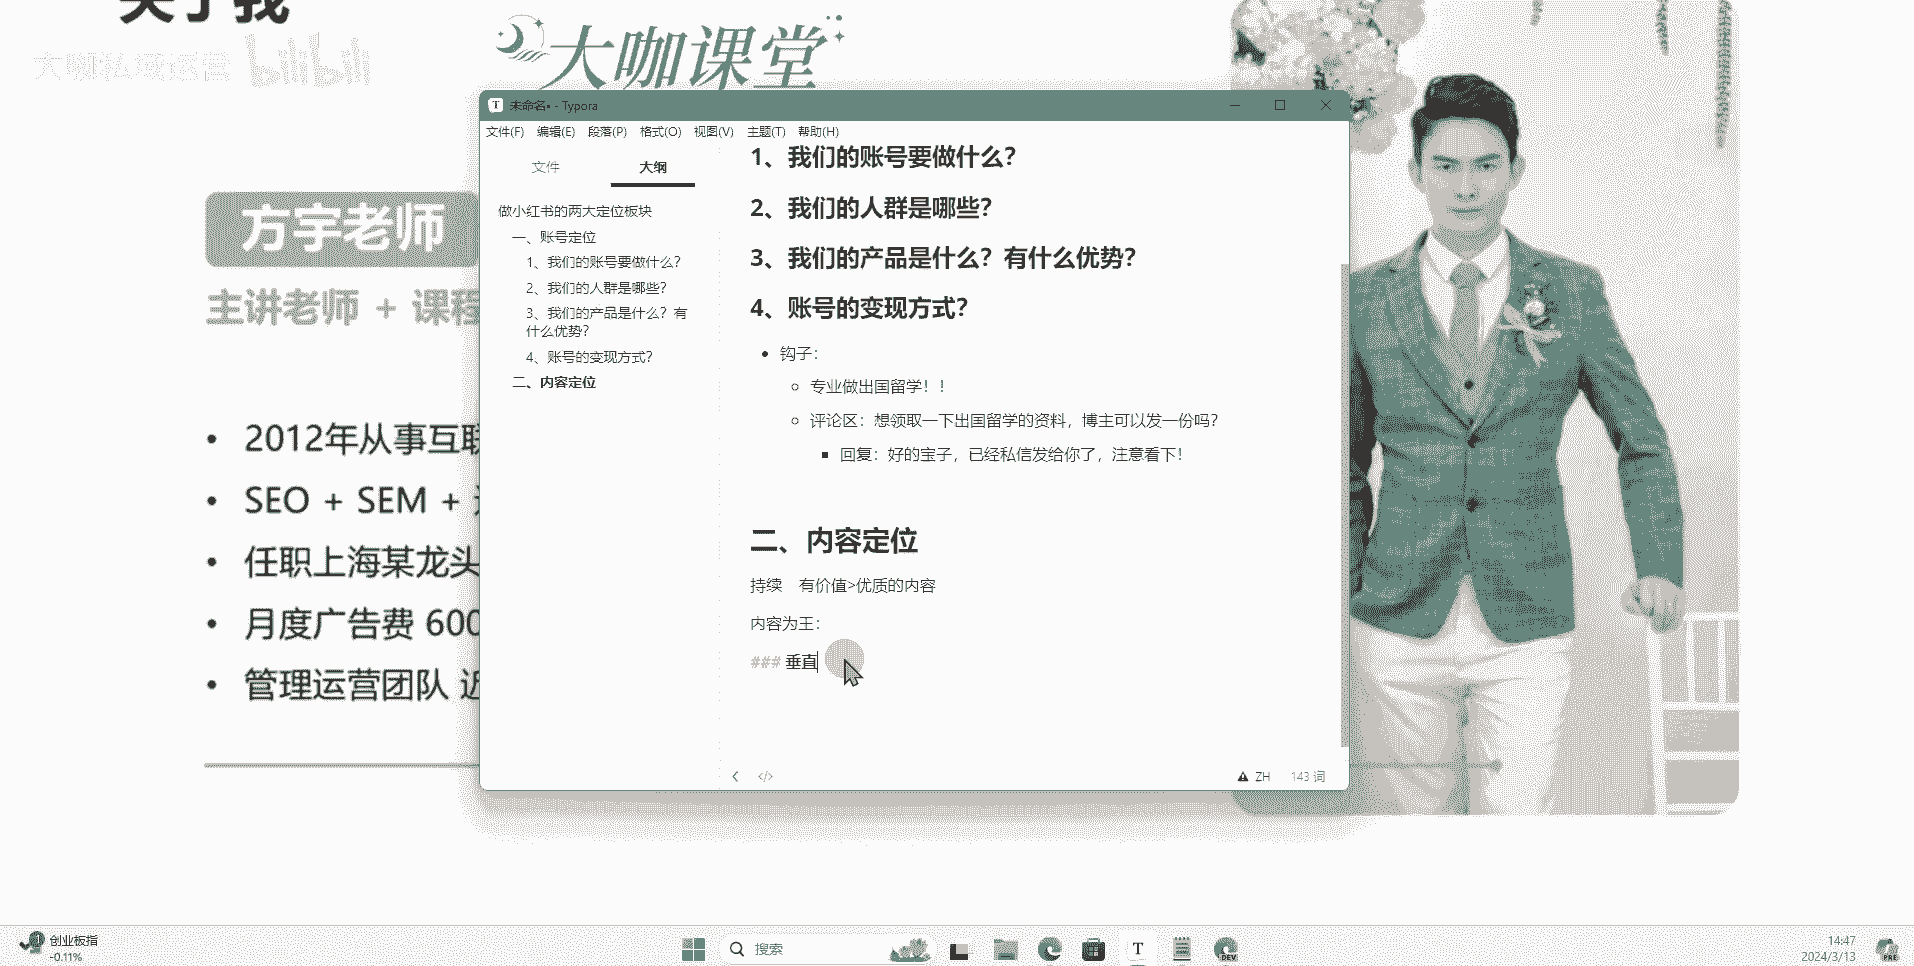 关于我
大咖私域运营 bilibili
大咖课堂
方宇老师
主讲老师 + 课程
2012年从事互联
SEO + SEM +
任职上海某龙头
月度广告费 600
管理运营团队 近
未命名• - Typora
文件(F) 编辑(E) 段落(P) 格式(O) 视图(V) 主题(T) 帮助(H)
文件 大纲
做小红书的两大定位板块
一、账号定位
1、我们的账号要做什么？
2、我们的人群是哪些？
3、我们的产品是什么？有
什么优势？
4、账号的变现方式？
二、内容定位
1、我们的账号要做什么？
2、我们的人群是哪些？
3、我们的产品是什么？有什么优势？
4、账号的变现方式？
钩子：
专业做出国留学！！
评论区：想领取一下出国留学的资料，博主可以发一份吗？
回复：好的宝子，已经私信发给你了，注意看下！
二、内容定位
持续 有价值>优质的内容
内容为王：
### 垂直
</> ZH 143 词
创业板指
-0.11%
搜索
T
DEV
14:47
2024/3/13
PRE